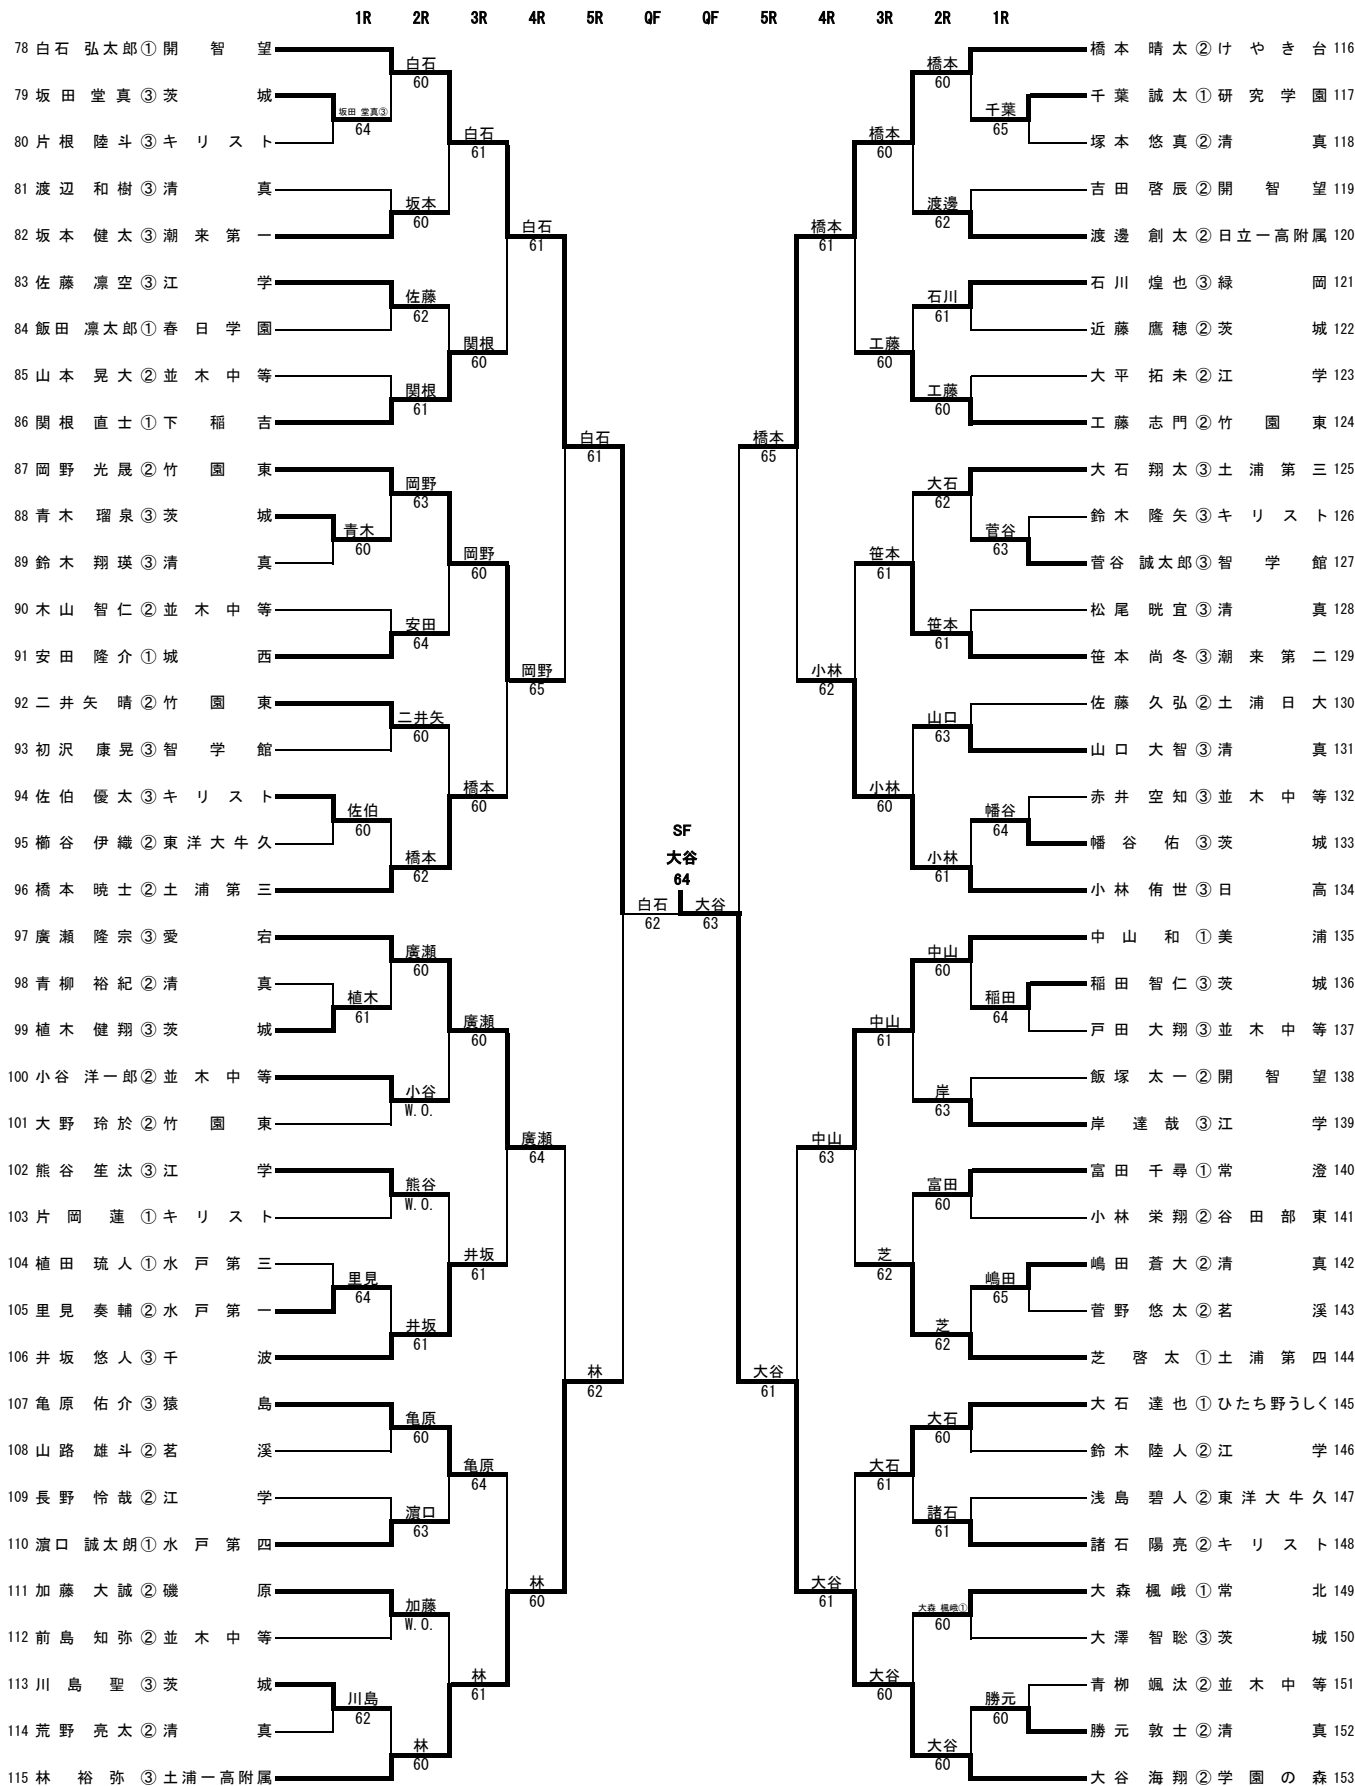 1R 2R 3R 4R 5R QF QF 5R 4R 3R 2R 1R
78 白石 弘太郎 ① 開智望
79 坂田 堂真 ③ 茨城
80 片根 陸斗 ③ キリスト
81 渡辺 和樹 ③ 清真
82 坂本 健太 ③ 潮来第一
83 佐藤 凛空 ③ 江学
84 飯田 凛太郎 ① 春日学園
85 山本 晃大 ② 並木中等
86 関根 直士 ① 下稲吉
87 岡野 光晟 ② 竹園東
88 青木 瑠泉 ③ 茨城
89 鈴木 翔瑛 ③ 清真
90 木山 智仁 ② 並木中等
91 安田 隆介 ① 城西
92 二井矢 晴 ② 竹園東
93 初沢 康晃 ③ 智学館
94 佐伯 優太 ③ キリスト
95 櫛谷 伊織 ② 東洋大牛久
96 橋本 暁士 ② 土浦第三
97 廣瀬 隆宗 ③ 愛宕
98 青柳 裕紀 ② 清真
99 植木 健翔 ③ 茨城
100 小谷 洋一郎 ② 並木中等
101 大野 玲於 ② 竹園東
102 熊谷 笙汰 ③ 江学
103 片岡 蓮 ① キリスト
104 植田 琉人 ① 水戸第三
105 里見 奏輔 ② 水戸第一
106 井坂 悠人 ③ 千波
107 亀原 佑介 ③ 猿島
108 山路 雄斗 ② 茗溪
109 長野 怜哉 ② 江学
110 濵口 誠太朗 ① 水戸第四
111 加藤 大誠 ② 磯原
112 前島 知弥 ② 並木中等
113 川島 聖 ③ 茨城
114 荒野 亮太 ② 清真
115 林 裕弥 ③ 土浦一高附属
坂田 堂真③
64
青木
60
佐伯
60
植木
61
里見
64
川島
62
白石
60
坂本
60
佐藤
62
関根
61
岡野
63
安田
64
二井矢
60
橋本
62
廣瀬
60
小谷
W.O.
熊谷
W.O.
井坂
61
亀原
60
濵口
63
加藤
W.O.
林
60
白石
61
関根
60
岡野
60
橋本
60
廣瀬
60
井坂
61
亀原
64
林
61
白石
61
岡野
65
廣瀬
64
林
60
白石
61
林
62
白石
62
SF
大谷
64
大谷
63
橋本
65
大谷
61
橋本
61
小林
62
中山
63
大谷
61
橋本
60
工藤
60
笹本
61
小林
60
中山
61
芝
62
大石
61
大谷
60
橋本
60
渡邊
62
石川
61
工藤
60
大石
62
笹本
61
山口
63
小林
61
中山
60
岸
63
富田
60
芝
62
大石
60
諸石
61
大森 楓峨①
60
大谷
60
千葉
65
菅谷
63
幡谷
64
稲田
64
嶋田
65
勝元
60
橋本 晴太 ② けやき台 116
千葉 誠太 ① 研究学園 117
塚本 悠真 ② 清真 118
吉田 啓辰 ② 開智望 119
渡邊 創太 ② 日立一高附属 120
石川 煌也 ③ 緑岡 121
近藤 鷹穂 ② 茨城 122
大平 拓未 ② 江学 123
工藤 志門 ② 竹園東 124
大石 翔太 ③ 土浦第三 125
鈴木 隆矢 ③ キリスト 126
菅谷 誠太郎 ③ 智学館 127
松尾 晄宜 ③ 清真 128
笹本 尚冬 ③ 潮来第二 129
佐藤 久弘 ② 土浦日大 130
山口 大智 ③ 清真 131
赤井 空知 ③ 並木中等 132
幡谷 佑 ③ 茨城 133
小林 侑世 ③ 日高 134
中山 和 ① 美浦 135
稲田 智仁 ③ 茨城 136
戸田 大翔 ③ 並木中等 137
飯塚 太一 ② 開智望 138
岸 達哉 ③ 江学 139
富田 千尋 ① 常澄 140
小林 栄翔 ② 谷田部東 141
嶋田 蒼大 ② 清真 142
菅野 悠太 ② 茗溪 143
芝 啓太 ① 土浦第四 144
大石 達也 ① ひたち野うしく 145
鈴木 陸人 ② 江学 146
浅島 碧人 ② 東洋大牛久 147
諸石 陽亮 ② キリスト 148
大森 楓峨 ① 常北 149
大澤 智聡 ③ 茨城 150
青栁 颯汰 ② 並木中等 151
勝元 敦士 ② 清真 152
大谷 海翔 ② 学園の森 153